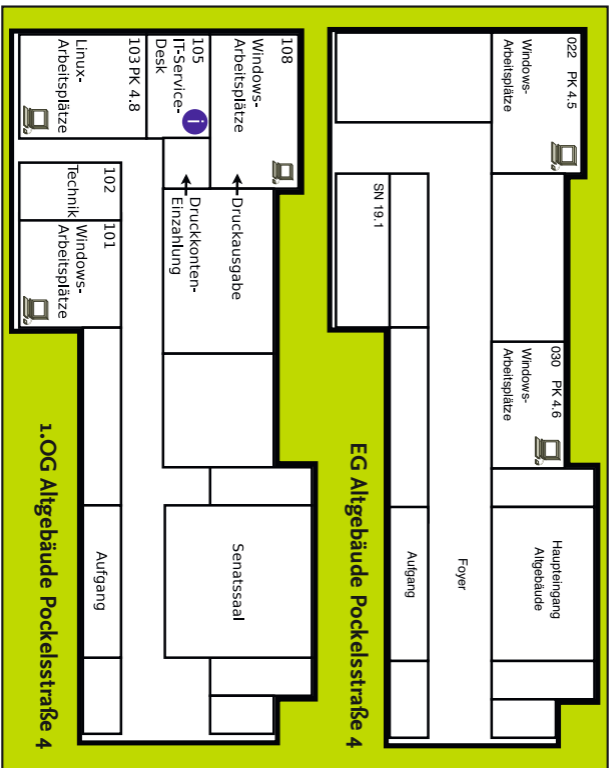 022 PK 4.5
Windows-
Arbeitsplätze
030 PK 4.6
Windows-
Arbeitsplätze
Haupteingang
Altgebäude
SN 19.1
Foyer
Aufgang
EG Altgebäude Pockelsstraße 4
108
Windows-
Arbeitsplätze
105
IT-Service-
Desk
i
103 PK 4.8
Linux-
Arbeitsplätze
Druckausgabe
Druckkonten-
Einzahlung
102
Technik
101
Windows-
Arbeitsplätze
Senatssaal
Aufgang
1.OG Altgebäude Pockelsstraße 4